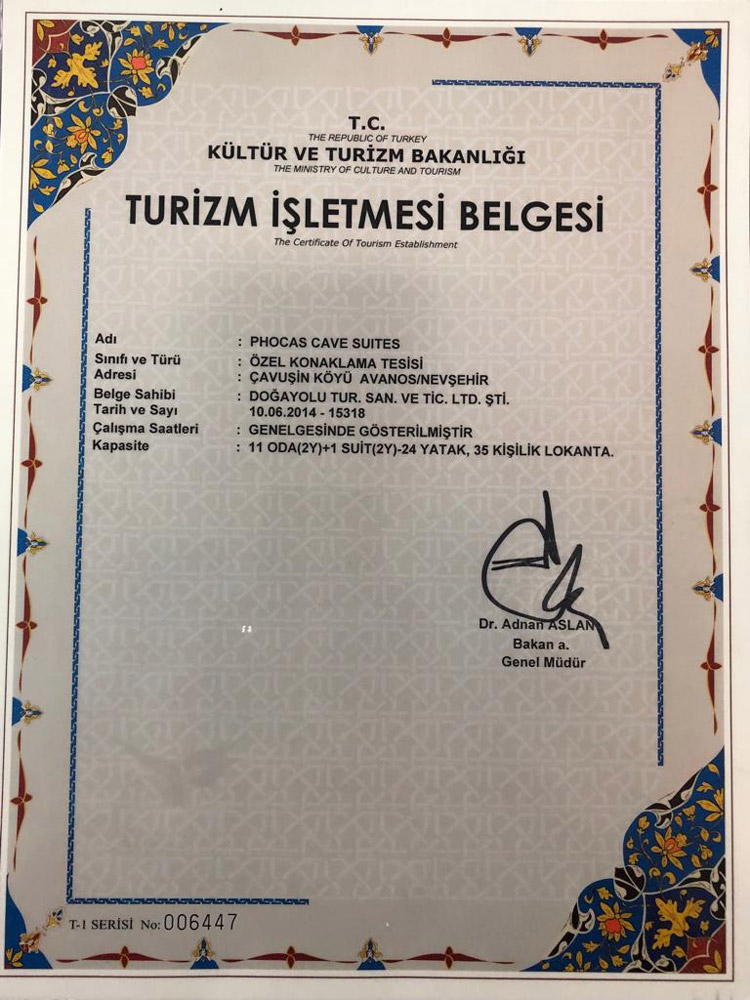 T.C.
THE REPUBLIC OF TURKEY
KÜLTÜR VE TURİZM BAKANLIĞI
THE MINISTRY OF CULTURE AND TOURISM
TURİZM İŞLETMESİ BELGESİ
The Certificate Of Tourism Establishment
Adı : PHOCAS CAVE SUITES
Sınıfı ve Türü : ÖZEL KONAKLAMA TESİSİ
Adresi : ÇAVUŞİN KÖYÜ AVANOS/NEVŞEHİR
Belge Sahibi : DOĞAYOLU TUR. SAN. VE TİC. LTD. ŞTİ.
Tarih ve Sayı 10.06.2014 - 15318
Çalışma Saatleri : GENELGESİNDE GÖSTERİLMİŞTİR
Kapasite : 11 ODA(2Y)+1 SUİT(2Y)-24 YATAK, 35 KİŞİLİK LOKANTA.
Dr. Adnan ASLAN
Bakan a.
Genel Müdür
T-1 SERİSİ No: 006447